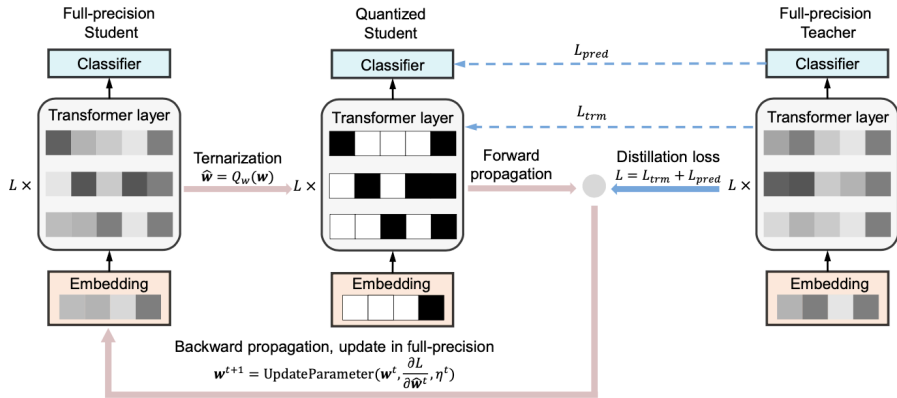 Full-precision
Student
Quantized
Student
Full-precision
Teacher
Classifier
Classifier
L_pred
Classifier
Transformer layer
Transformer layer
L_trm
Transformer layer
Ternarization
ŵ = Q_w(w)
Forward
propagation
Distillation loss
L = L_trm + L_pred
L ×
L ×
L ×
Embedding
Embedding
Embedding
Backward propagation, update in full-precision
w^{t+1} = UpdateParameter(w^t, ∂L/∂ŵ^t, η^t)